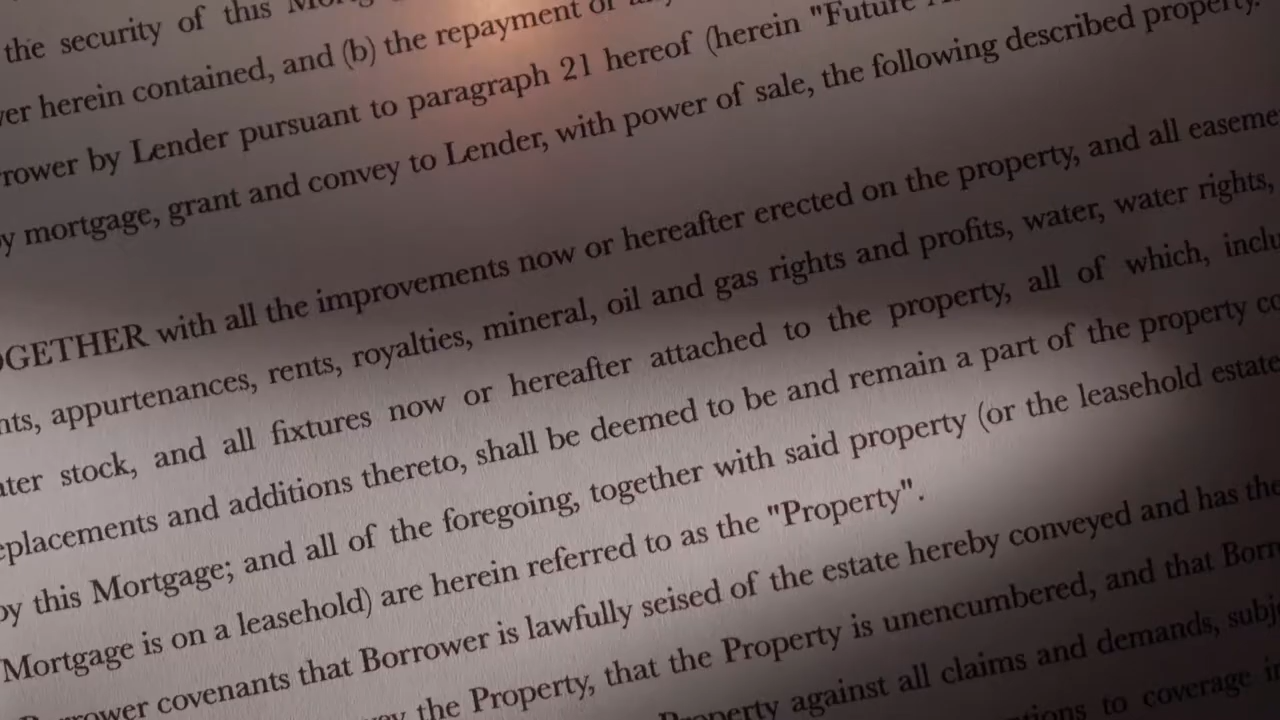 the security of this
herein contained, and (b) the repayment of
by Lender pursuant to paragraph 21 hereof (herein "Future
mortgage, grant and convey to Lender, with power of sale, the following described property:
OGETHER with all the improvements now or hereafter erected on the property, and all easeme
nts, appurtenances, rents, royalties, mineral, oil and gas rights and profits, water, water rights,
ater stock, and all fixtures now or hereafter attached to the property, all of which, inclu
eplacements and additions thereto, shall be deemed to be and remain a part of the property co
by this Mortgage; and all of the foregoing, together with said property (or the leasehold estate
Mortgage is on a leasehold) are herein referred to as the "Property".
rower covenants that Borrower is lawfully seised of the estate hereby conveyed and has the
the Property, that the Property is unencumbered, and that Borr
Property against all claims and demands, subj
to coverage